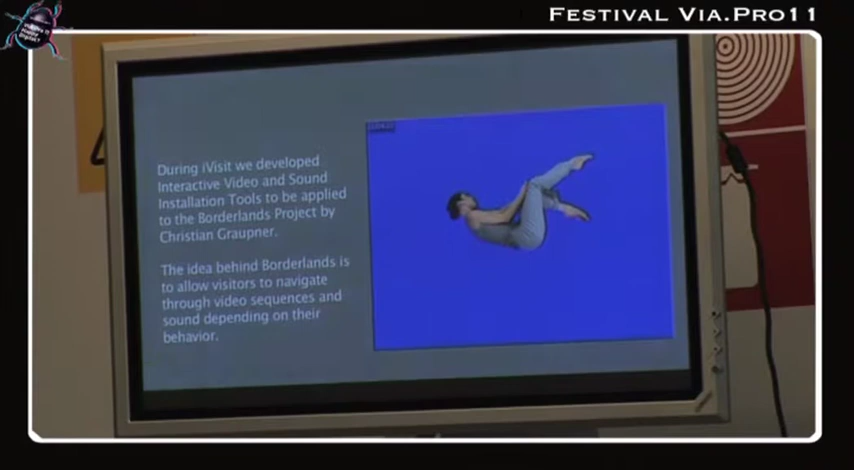 FESTIVAL VIA.PRO11
During iVisit we developed
Interactive Video and Sound
Installation Tools to be applied
to the Borderlands Project by
Christian Graupner.
The idea behind Borderlands is
to allow visitors to navigate
through video sequences and
sound depending on their
behavior.